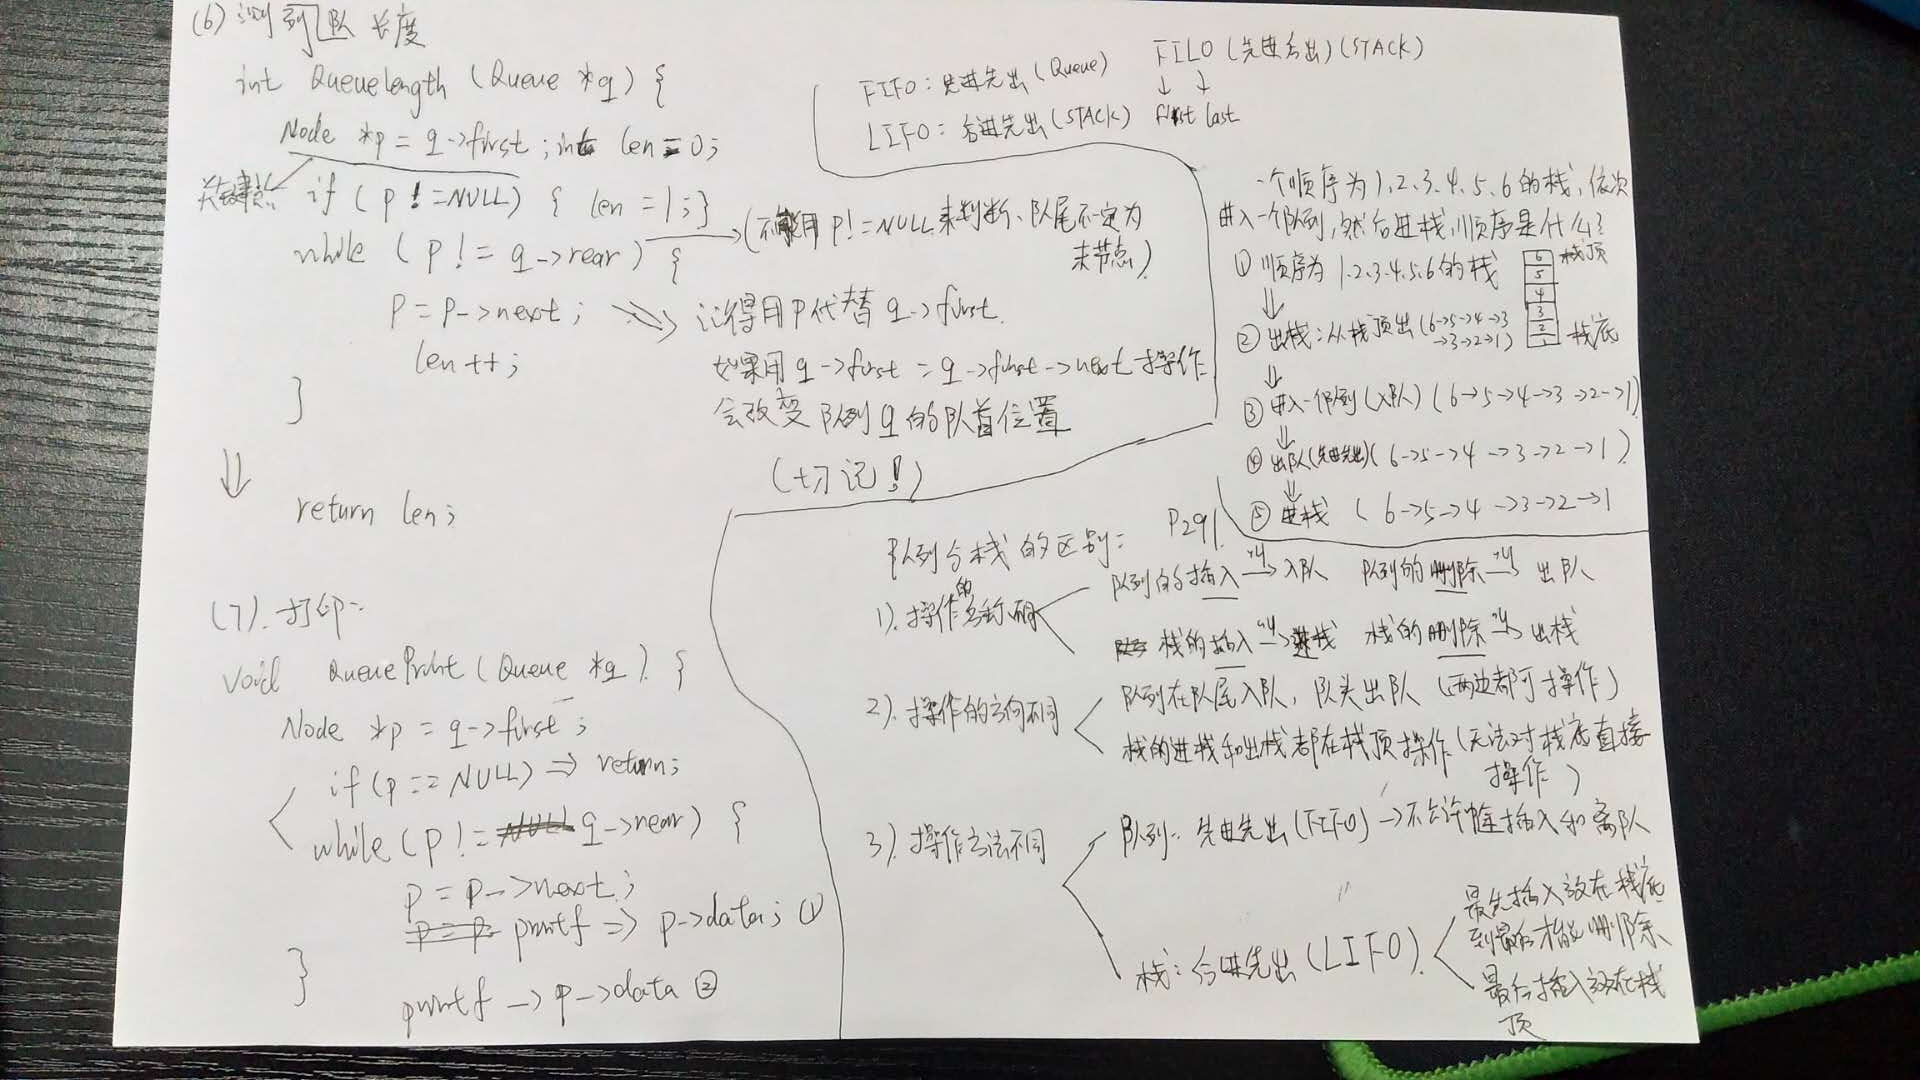 (6) 测列队长度
int Queuelength (Queue *q) {
Node *p = q->first ; int len = 0;
关键点
if ( p != NULL) { len = 1; }
while ( p != q->rear) {
(不能用 p! = NULL 来判断、队尾不一定为
末节点)
P = P->next ;
记得用P代替 q->first.
len ++ ;
如果用 q->first = q->first->next 操作
会改变队列q的队首位置
}
(切记!)
return len;
(7). 打印:
void QueuePrint (Queue *q) {
Node *p = q->first ;
if (p == NULL) => return;
while (p != q->rear) {
p = p->next ;
printf => p->data; ①
}
printf -> p->data ②
FIFO: 先进先出 (Queue)
FILO (先进后出) (STACK)
LIFO: 后进先出 (STACK)
first last
一个顺序为1、2、3、4、5、6的栈、依次
进入一个队列,然后进栈,顺序是什么?
① 顺序为 1.2.3.4.5.6的栈
6 栈顶
5
4
3
2
1 栈底
② 出栈:从栈顶出 (6->5->4->3
->3->2->1)
③ 进入一个队列 (入队) ( 6->5->4->3->2->1)
④ 出队(先进先出) ( 6->5->4->3->2->1 )
⑤ 进栈 ( 6->5->4->3->2->1
队列与栈的区别: P291.
1). 操作的名称不同
队列的插入 -> 入队 队列的删除 -> 出队
栈的插入 -> 进栈 栈的删除 -> 出栈
2). 操作的方向不同
队列在队尾入队, 队头出队 (两边都可操作)
栈的进栈和出栈都在栈顶操作 (无法对栈底直接
操作)
3). 操作方法不同
队列: 先进先出 (FIFO) -> 不允许中途插入和离队
栈: 后进先出 (LIFO).
最先插入放在栈底
到最后才能删除
最后插入放在栈
顶